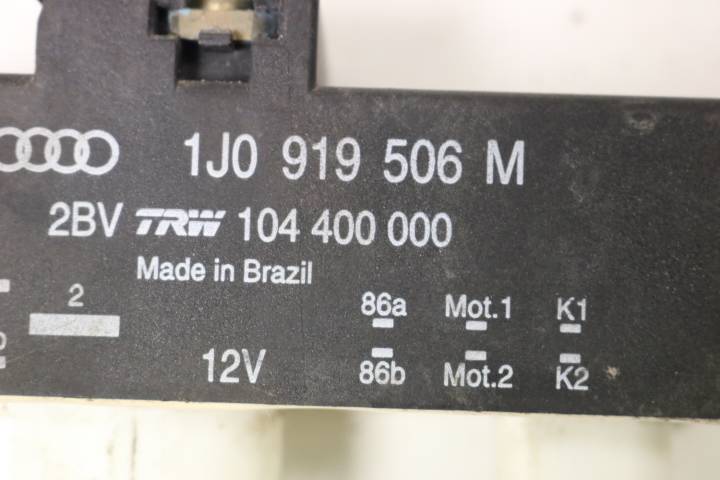 1J0 919 506 M
2BV TRW 104 400 000
Made in Brazil
2
86a Mot.1 K1
12V
86b Mot.2 K2